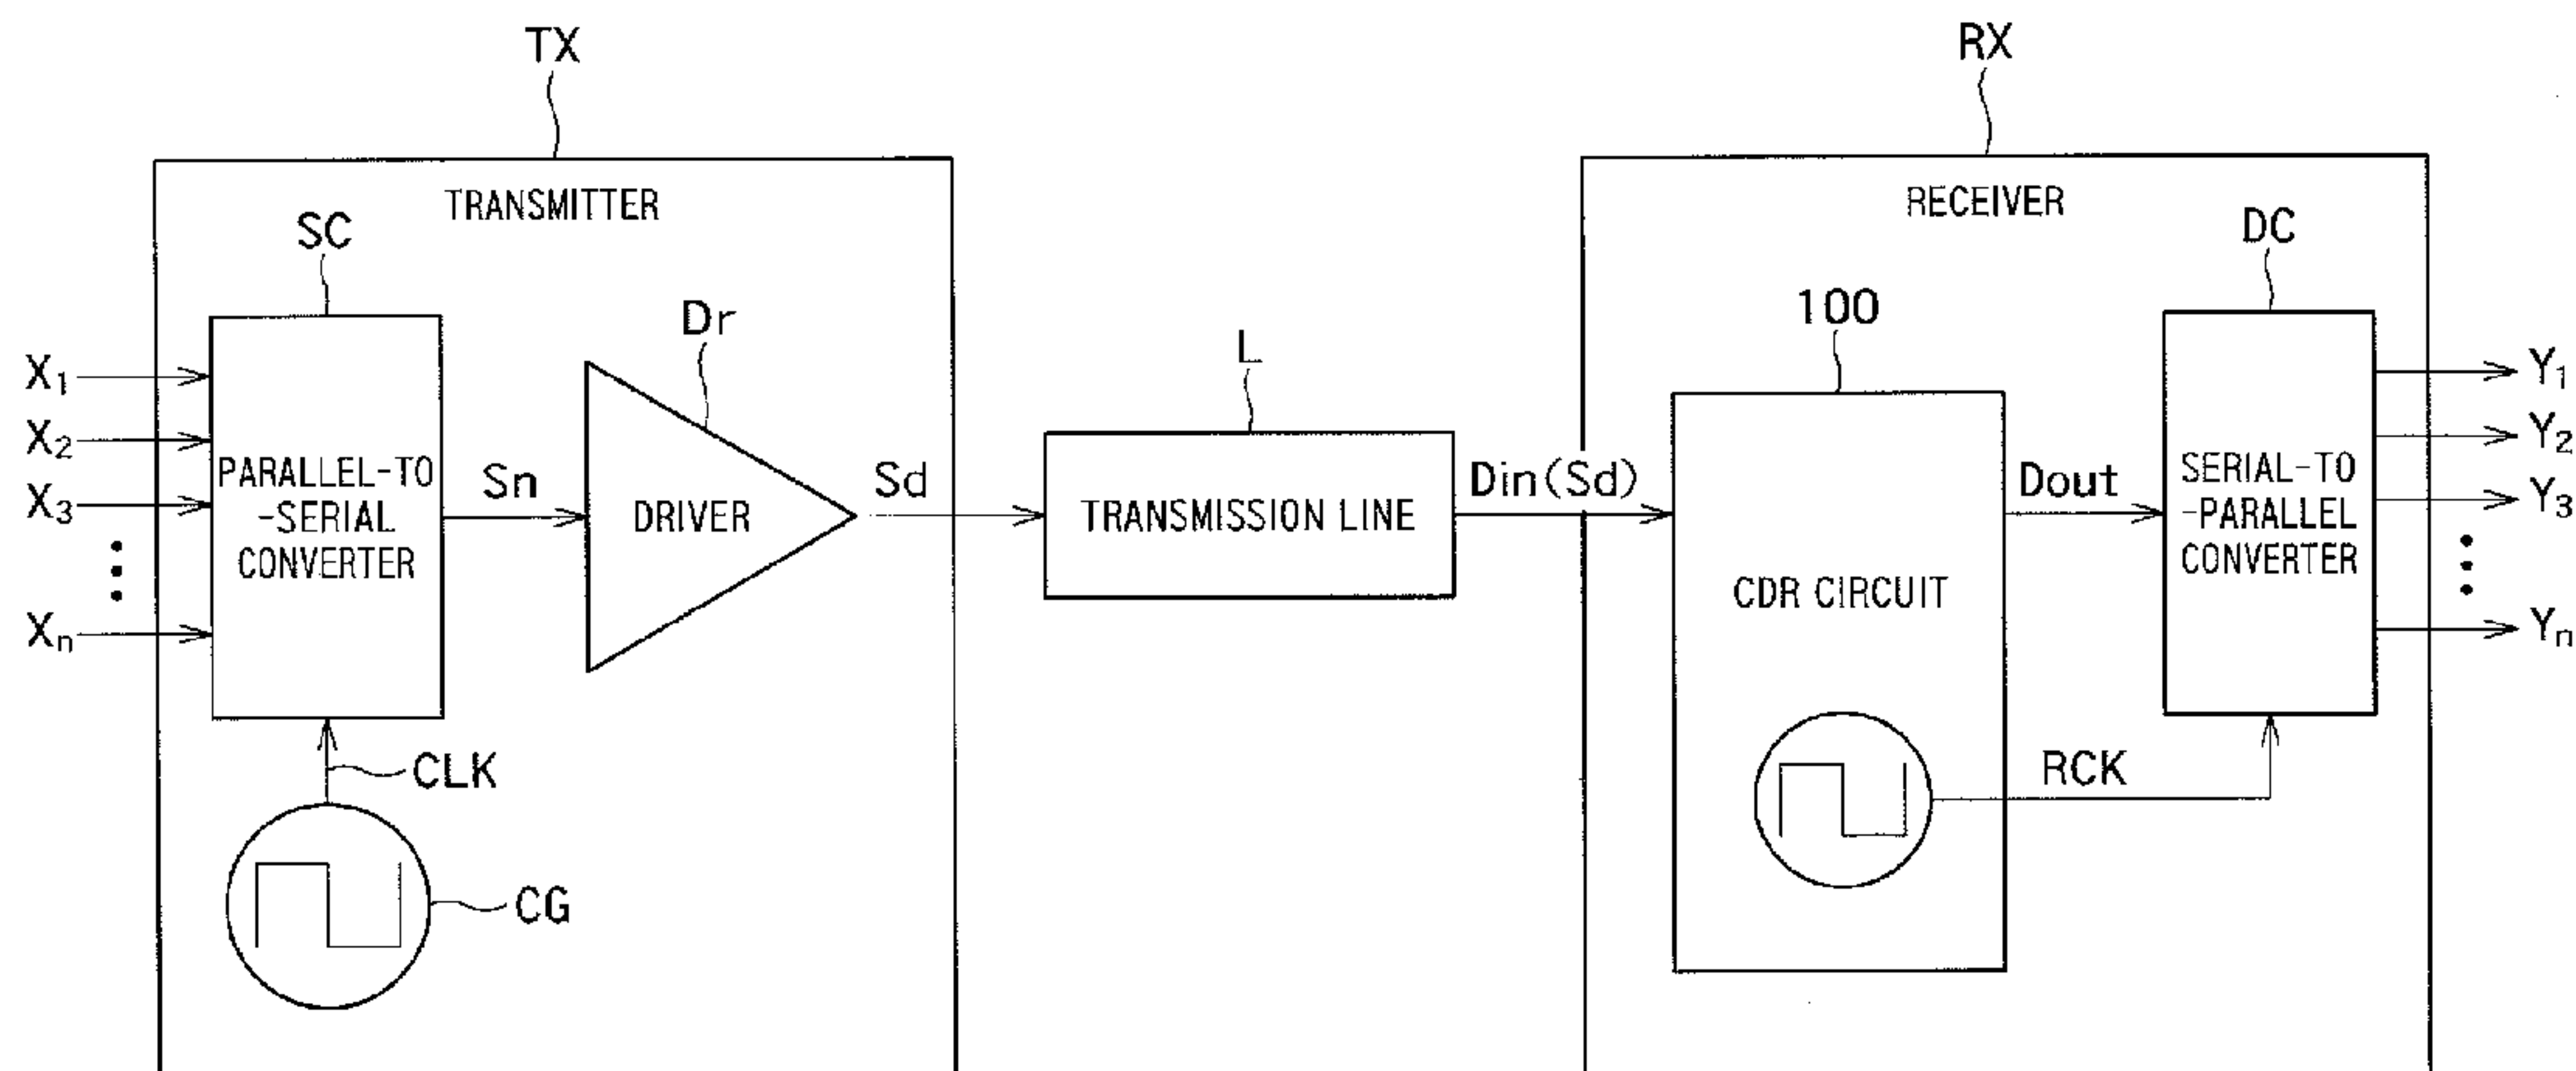 TX
RX
TRANSMITTER
RECEIVER
SC
DC
Dr
100
L
X1
X2
X3
Xn
PARALLEL-TO
-SERIAL
CONVERTER
Sn
DRIVER
Sd
TRANSMISSION LINE
Din(Sd)
CDR CIRCUIT
Dout
SERIAL-TO
-PARALLEL
CONVERTER
Y1
Y2
Y3
Yn
CLK
RCK
CG